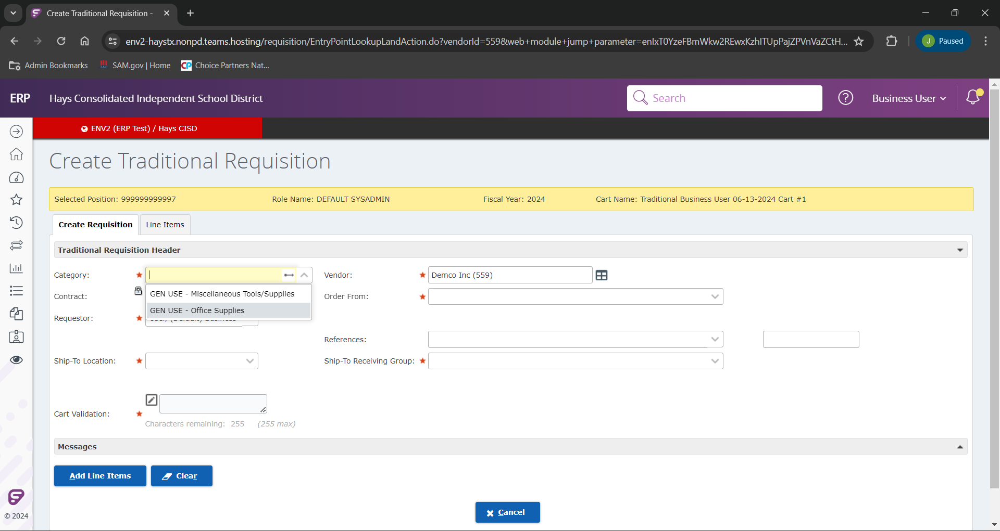 Create Traditional Requisition -
env2-haystx.nonpd.teams.hosting/requisition/EntryPointLookupLandAction.do?vendorId=559&web+module+jump+parameter=enIxT0YzeFBmWkw2REwxKzhITUpPajZPVnVaZCtH...
J Paused
Admin Bookmarks
SAM.gov | Home
CP Choice Partners Nat...
ERP
Hays Consolidated Independent School District
Search
?
Business User
ENV2 (ERP Test) / Hays CISD
Create Traditional Requisition
Selected Position: 999999999997 Role Name: DEFAULT SYSADMIN Fiscal Year: 2024 Cart Name: Traditional Business User 06-13-2024 Cart #1
Create Requisition Line Items
Traditional Requisition Header
Category: Vendor: Demco Inc (559)
GEN USE - Miscellaneous Tools/Supplies
Contract: Order From:
GEN USE - Office Supplies
Requestor:
References:
Ship-To Location: Ship-To Receiving Group:
Cart Validation:
Characters remaining: 255 (255 max)
Messages
Add Line Items Clear
Cancel
© 2024